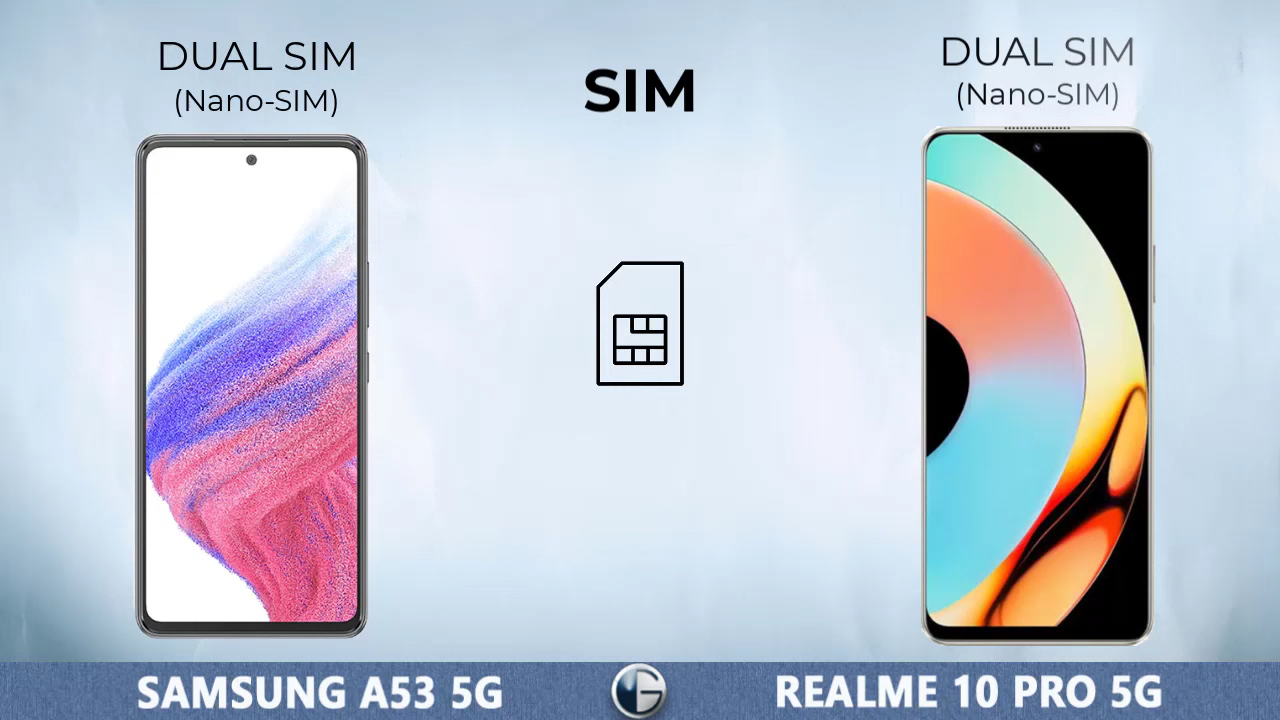 DUAL SIM
(Nano-SIM)
SIM
DUAL SIM
(Nano-SIM)
SAMSUNG A53 5G
G
REALME 10 PRO 5G